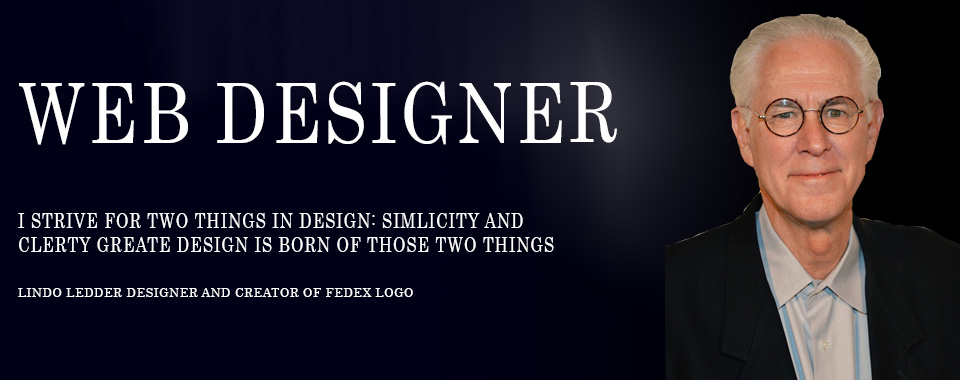 WEB DESIGNER
I STRIVE FOR TWO THINGS IN DESIGN: SIMLICITY AND
CLERTY GREATE DESIGN IS BORN OF THOSE TWO THINGS
LINDO LEDDER DESIGNER AND CREATOR OF FEDEX LOGO